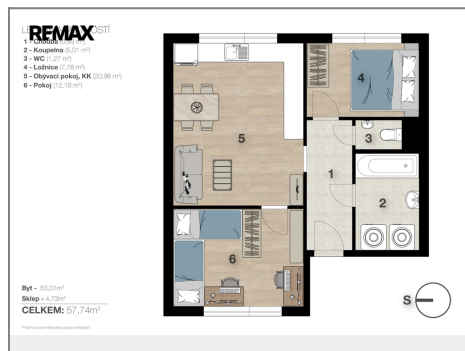 RE/MAX
2 - Koupelna (5,01 m²)
3 - WC (1,27 m²)
4 - Ložnice (7,76 m²)
5 - Obývací pokoj, KK (20,96 m²)
6 - Pokoj (12,18 m²)
4
3
5
1
2
6
Byt - 53,01m²
Sklep - 4,73m²
CELKEM: 57,74m²
S